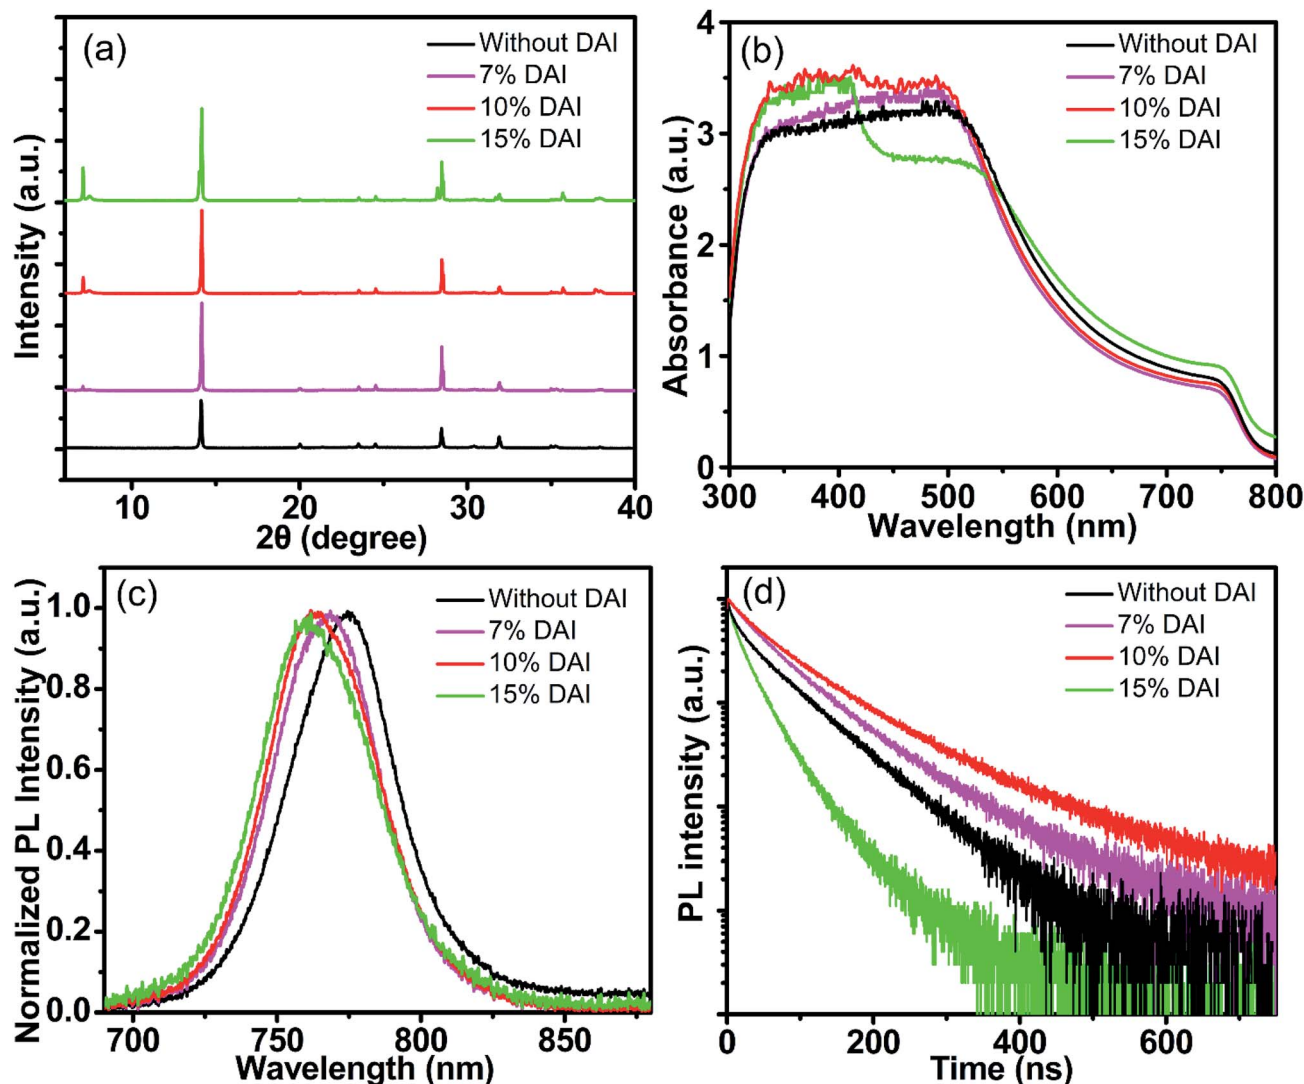 (a)
Without DAI
7% DAI
10% DAI
15% DAI
Intensity (a.u.)
10 20 30 40
2θ (degree)
(b)
Without DAI
7% DAI
10% DAI
15% DAI
Absorbance (a.u.)
4
3
2
1
0
300 400 500 600 700 800
Wavelength (nm)
(c)
Without DAI
7% DAI
10% DAI
15% DAI
Normalized PL Intensity (a.u.)
1.0
0.8
0.6
0.4
0.2
0.0
700 750 800 850
Wavelength (nm)
(d)
Without DAI
7% DAI
10% DAI
15% DAI
PL intensity (a.u.)
0 200 400 600
Time (ns)